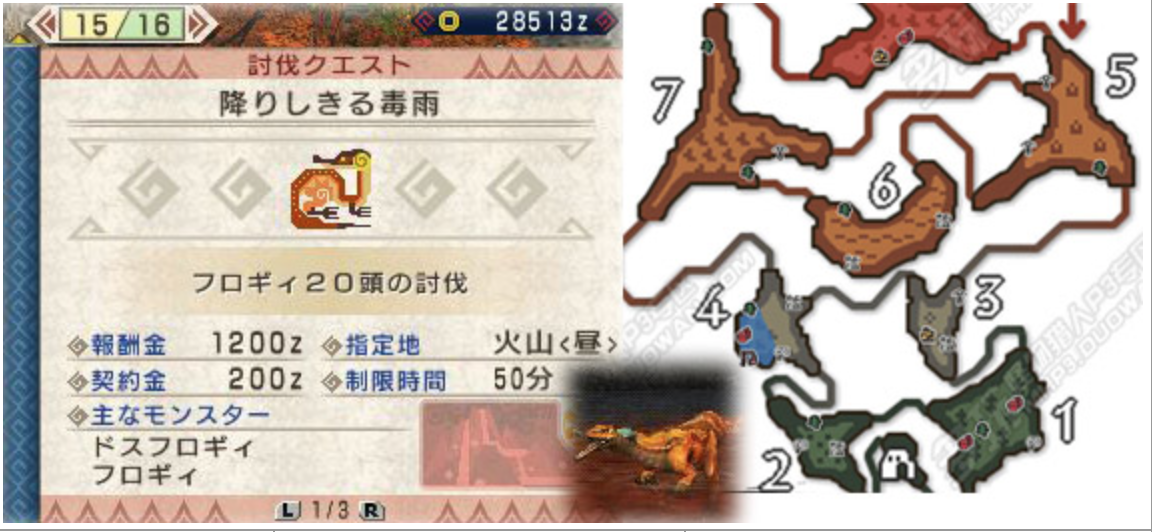 15/16
28513z
討伐クエスト
降りしきる毒雨
フロギィ20頭の討伐
報酬金 1200z 指定地 火山<昼>
契約金 200z 制限時間 50分
主なモンスター
ドスフロギィ
フロギィ
L 1/3 R
7
5
6
4
3
2
1